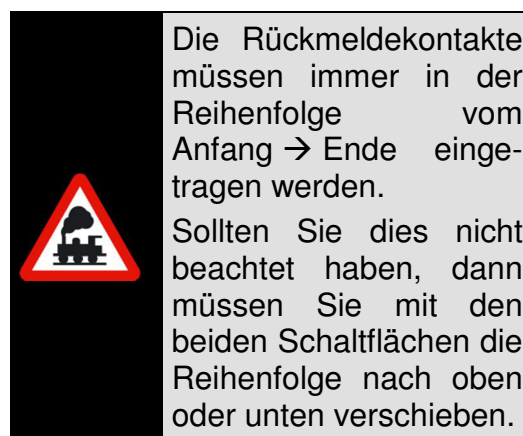 Die Rückmeldekontakte
müssen immer in der
Reihenfolge vom
Anfang → Ende einge-
tragen werden.
Sollten Sie dies nicht
beachtet haben, dann
müssen Sie mit den
beiden Schaltflächen die
Reihenfolge nach oben
oder unten verschieben.